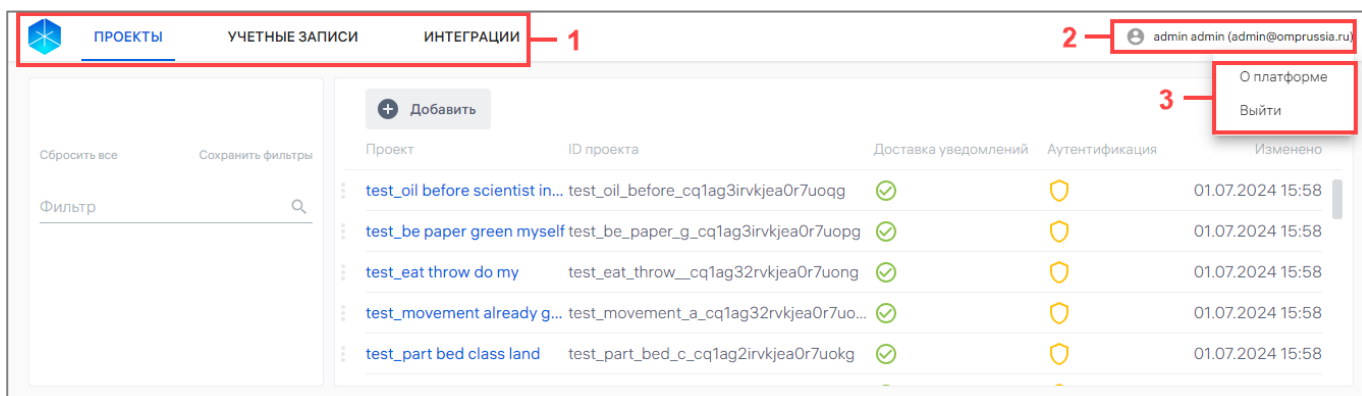 ПРОЕКТЫ УЧЕТНЫЕ ЗАПИСИ ИНТЕГРАЦИИ 1 2 admin admin (admin@omprussia.ru)
О платформе
3
Выйти
Добавить
Сбросить все Сохранить фильтры
Фильтр
Проект ID проекта Доставка уведомлений Аутентификация Изменено
test_oil before scientist in... test_oil_before_cq1ag3irvkjea0r7uoqg 01.07.2024 15:58
test_be paper green myself test_be_paper_g_cq1ag3irvkjea0r7uopg 01.07.2024 15:58
test_eat throw do my test_eat_throw__cq1ag32rvkjea0r7uong 01.07.2024 15:58
test_movement already g... test_movement_a_cq1ag32rvkjea0r7uo... 01.07.2024 15:58
test_part bed class land test_part_bed_c_cq1ag2irvkjea0r7uokg 01.07.2024 15:58